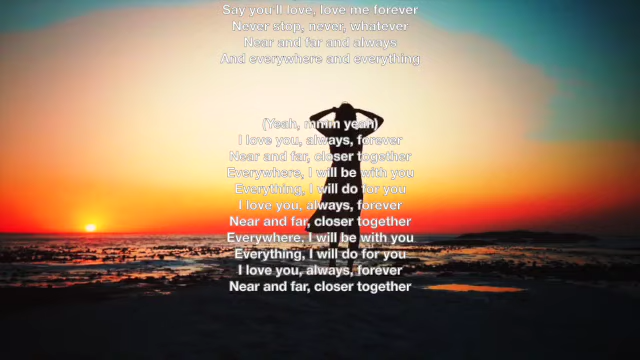 Say you'll love, love me forever
Never stop, never, whatever
Near and far and always
And everywhere and everything
(Yeah, mmm yeah)
I love you, always, forever
Near and far, closer together
Everywhere, I will be with you
Everything, I will do for you
I love you, always, forever
Near and far, closer together
Everywhere, I will be with you
Everything, I will do for you
I love you, always, forever
Near and far, closer together